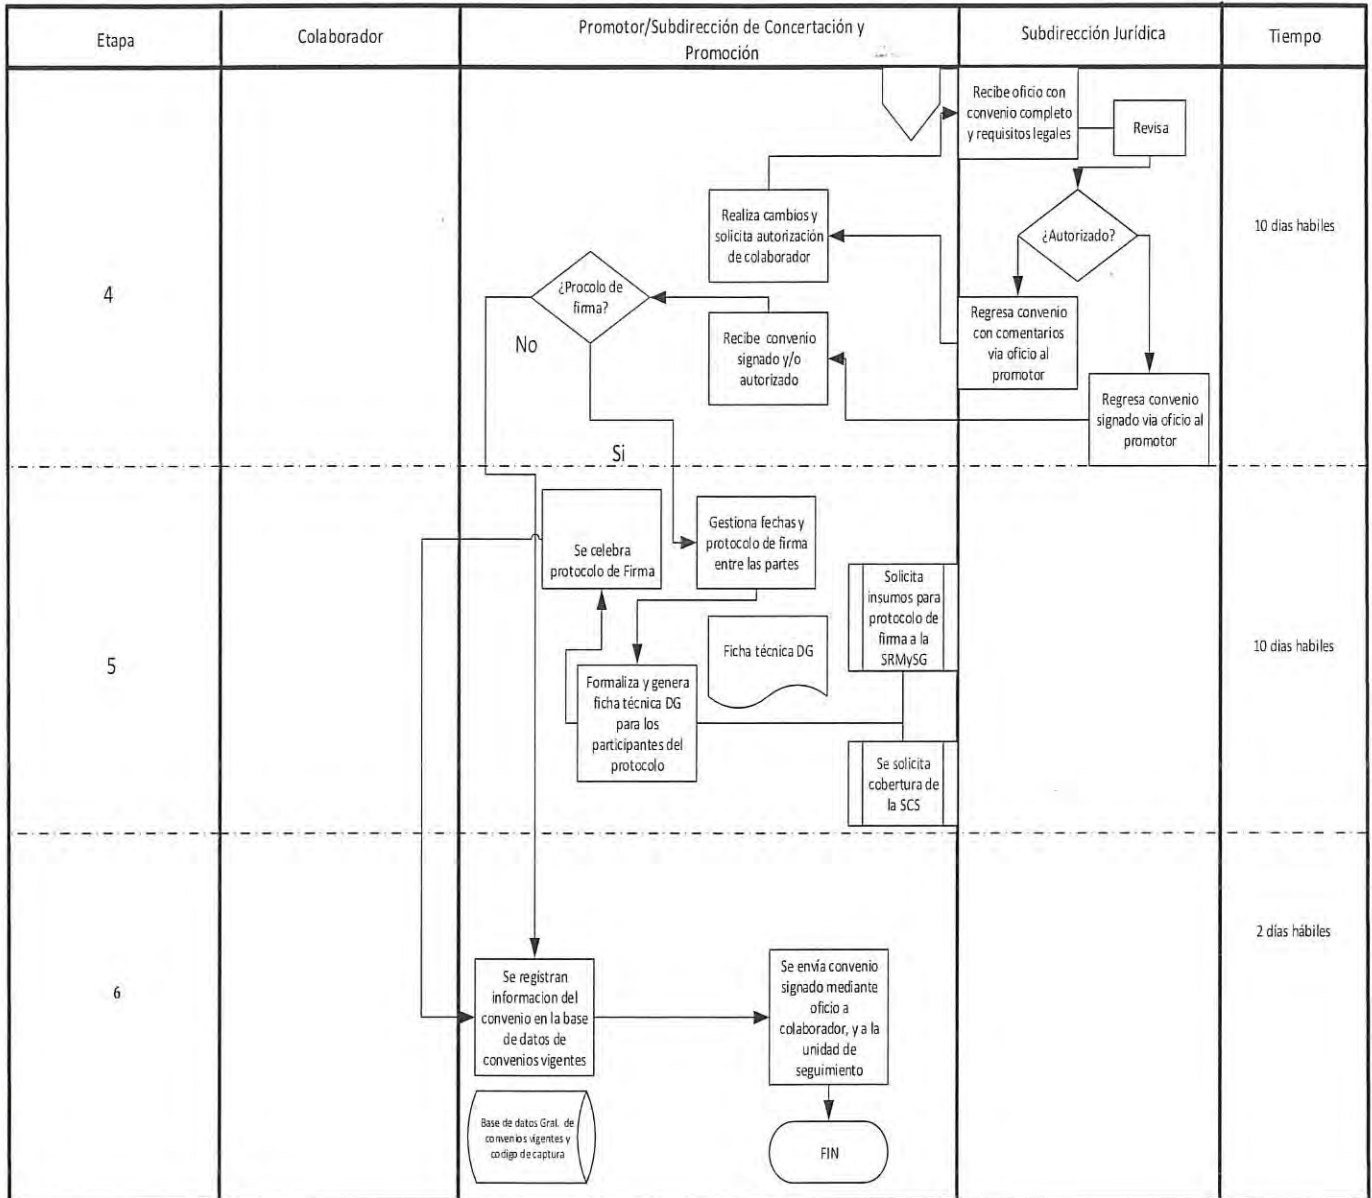 Etapa
Colaborador
Promotor/Subdirección de Concertación y
Promoción
Subdirección Jurídica
Tiempo
4
Recibe oficio con
convenio completo
y requisitos legales
Revisa
¿Autorizado?
10 dias habiles
Realiza cambios y
solicita autorización
de colaborador
¿Procolo de
firma?
No
Si
Recibe convenio
signado y/o
autorizado
Regresa convenio
con comentarios
via oficio al
promotor
Regresa convenio
signado via oficio al
promotor
5
Se celebra
protocolo de Firma
Gestiona fechas y
protocolo de firma
entre las partes
Solicita
insumos para
protocolo de
firma a la
SRMySG
Ficha técnica DG
10 dias habiles
Formaliza y genera
ficha técnica DG
para los
participantes del
protocolo
Se solicita
cobertura de
la SCS
6
2 días hábiles
Se registran
informacion del
convenio en la base
de datos de
convenios vigentes
Se envía convenio
signado mediante
oficio a
colaborador, y a la
unidad de
seguimiento
Base de datos Gral. de
convenios vigentes y
codigo de captura
FIN